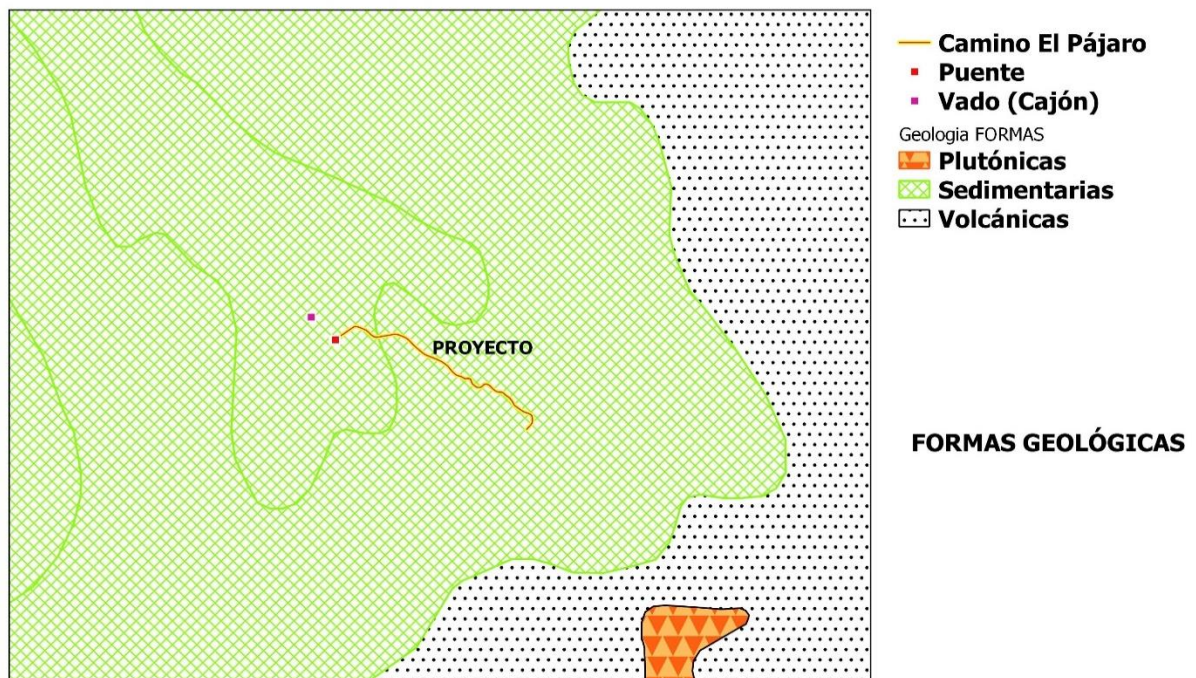 Camino El Pájaro
Puente
Vado (Cajón)
Geologia FORMAS
Plutónicas
Sedimentarias
Volcánicas
PROYECTO
FORMAS GEOLÓGICAS